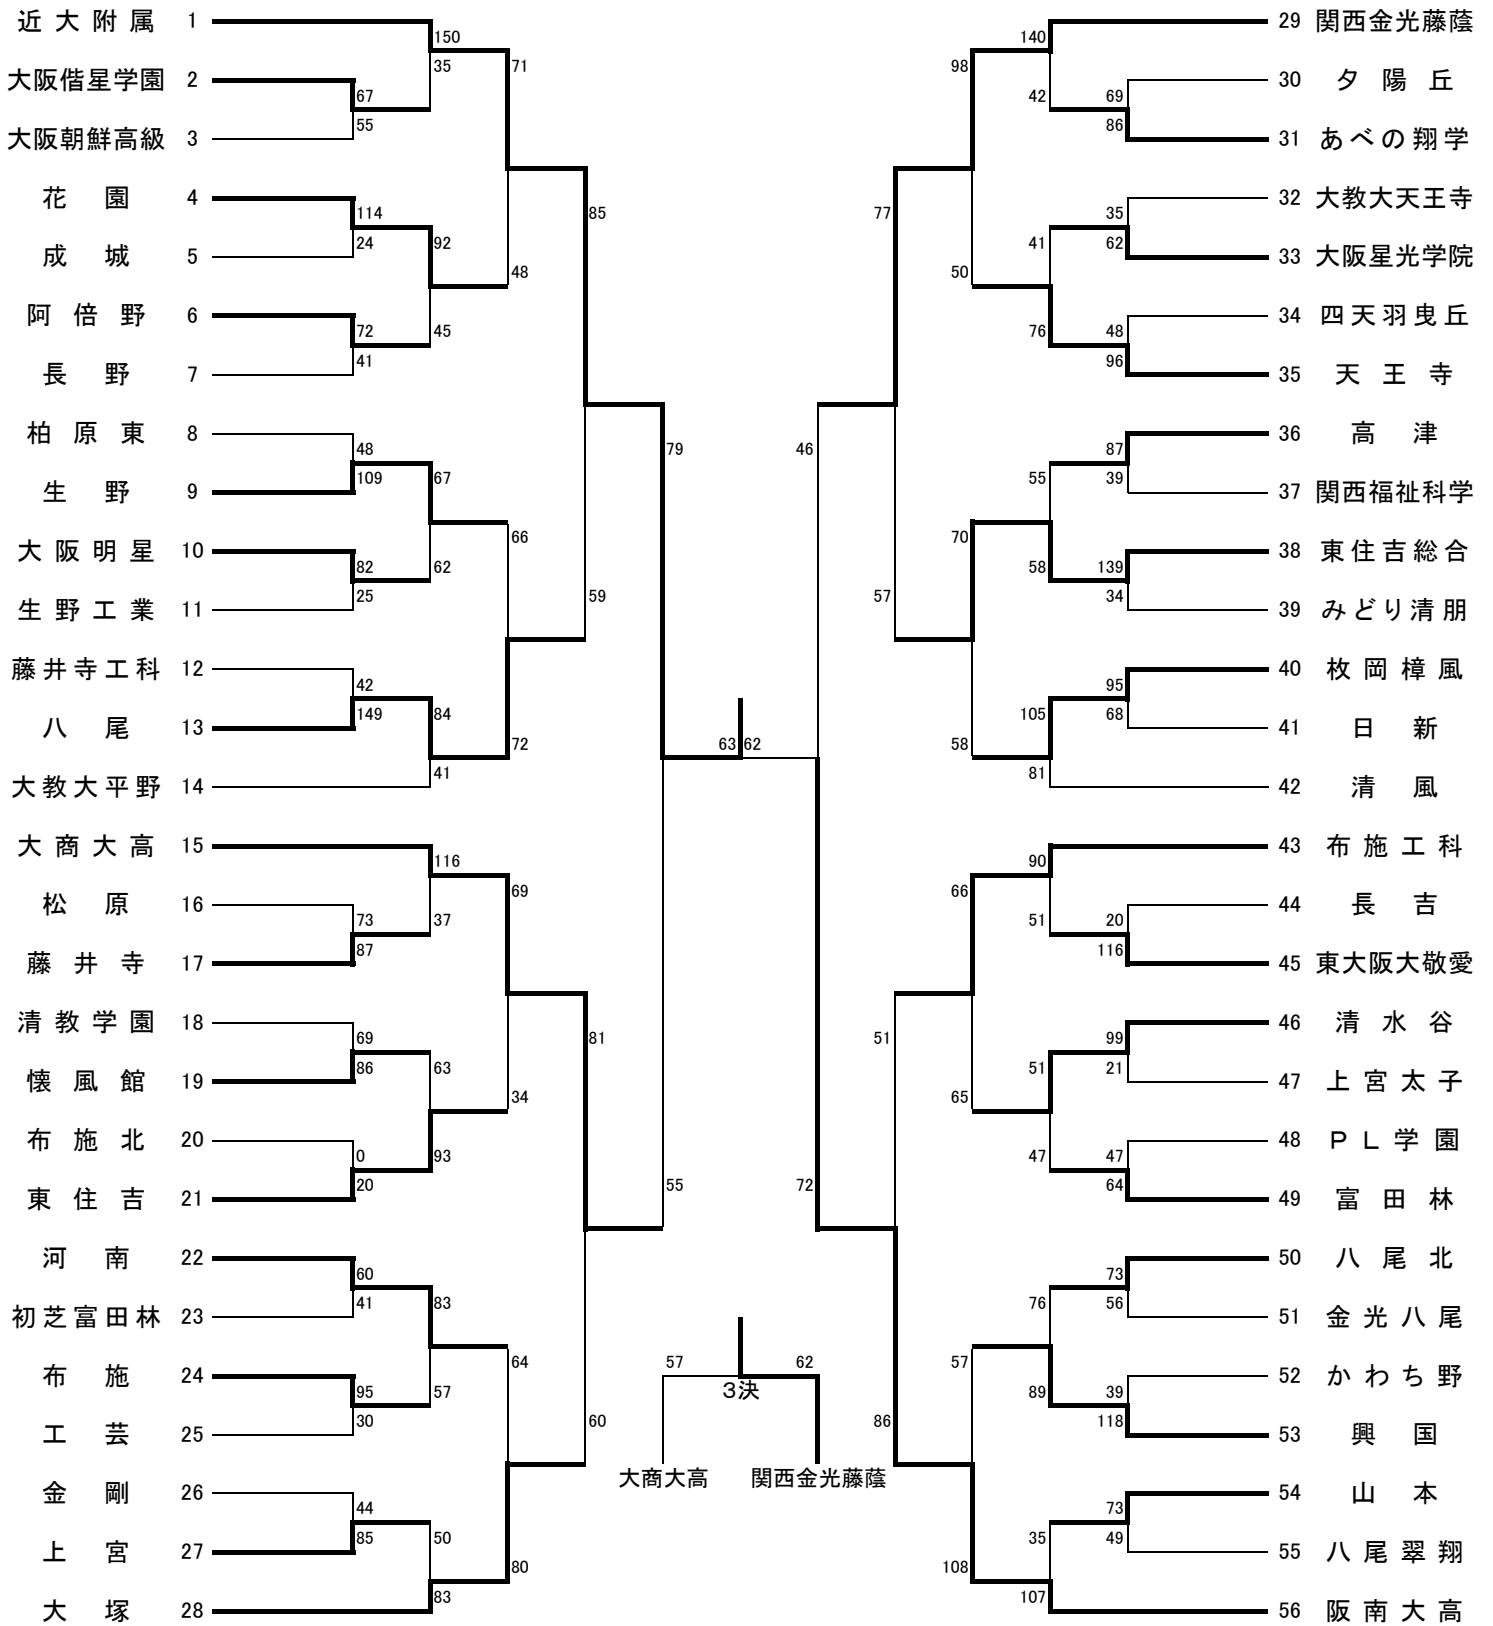 近大附属 1
150
35
71
大阪偕星学園 2
67
55
大阪朝鮮高級 3
花園 4
114
24
92
85
成城 5
48
阿倍野 6
72
41
45
長野 7
柏原東 8
48
109
67
79
生野 9
大阪明星 10
82
25
62
66
生野工業 11
59
藤井寺工科 12
42
149
84
八尾 13
72
63 62
大教大平野 14
41
大商大高 15
116
69
松原 16
73
87
37
藤井寺 17
清教学園 18
69
86
63
81
懐風館 19
34
布施北 20
0
20
93
東住吉 21
55
河南 22
60
41
83
初芝富田林 23
布施 24
95
30
57
64
工芸 25
60
金剛 26
44
85
50
上宮 27
80
大塚 28
83
29 関西金光藤蔭
140
98
30 夕陽丘
42
69
86
31 あべの翔学
32 大教大天王寺
35
62
41
77
33 大阪星光学院
50
34 四天羽曳丘
48
96
76
35 天王寺
36 高津
87
39
55
46
37 関西福祉科学
70
38 東住吉総合
139
34
58
39 みどり清朋
57
40 枚岡樟風
95
68
105
41 日新
58
81
42 清風
43 布施工科
90
66
44 長吉
51
20
116
45 東大阪大敬愛
46 清水谷
99
21
51
51
47 上宮太子
65
48 ＰＬ学園
47
64
47
49 富田林
72
50 八尾北
73
56
76
51 金光八尾
57
52 かわち野
39
118
89
53 興国
86
54 山本
73
49
35
55 八尾翠翔
108
107
56 阪南大高
57 62
３決
大商大高 関西金光藤蔭